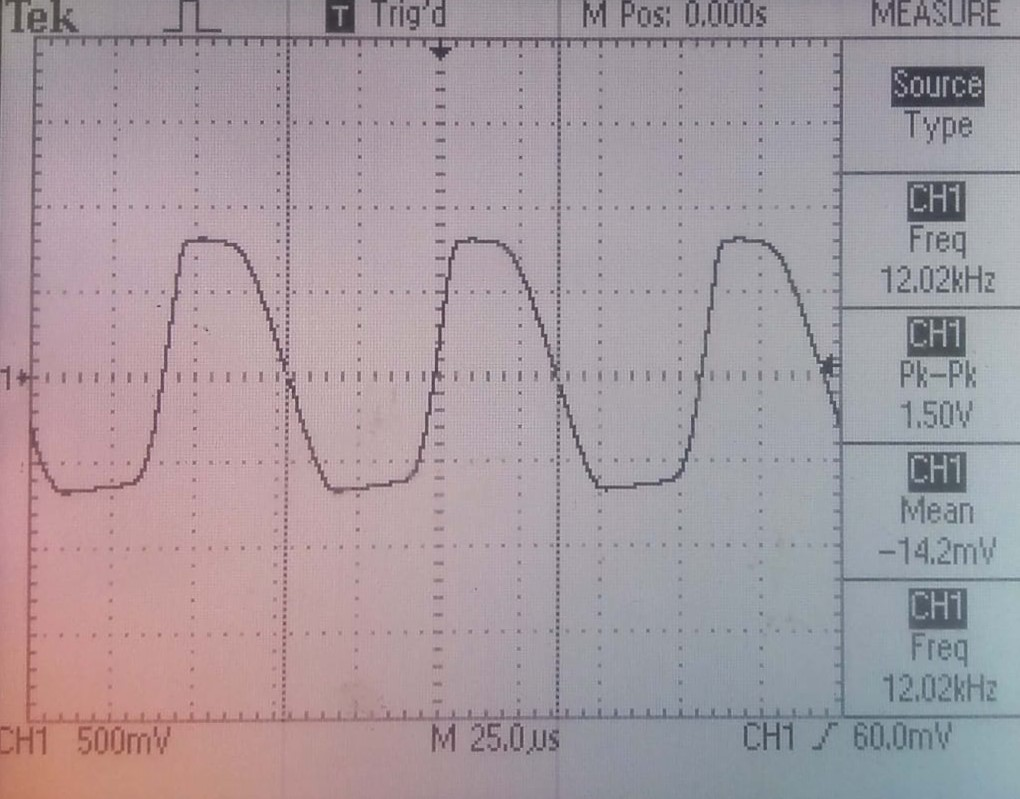 Tek T Trig'd M Pos: 0.000s MEASURE
Source
Type
CH1
Freq
12.02kHz
CH1
Pk-Pk
1.50V
CH1
Mean
-14.2mV
CH1
Freq
12.02kHz
1
CH1 500mV M 25.0µs CH1 60.0mV